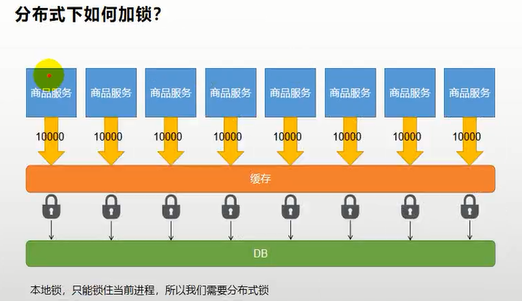 分布式下如何加锁？
商品服务 商品服务 商品服务 商品服务 商品服务 商品服务 商品服务 商品服务
10000 10000 10000 10000 10000 10000 10000 10000
缓存
DB
本地锁，只能锁住当前进程，所以我们需要分布式锁